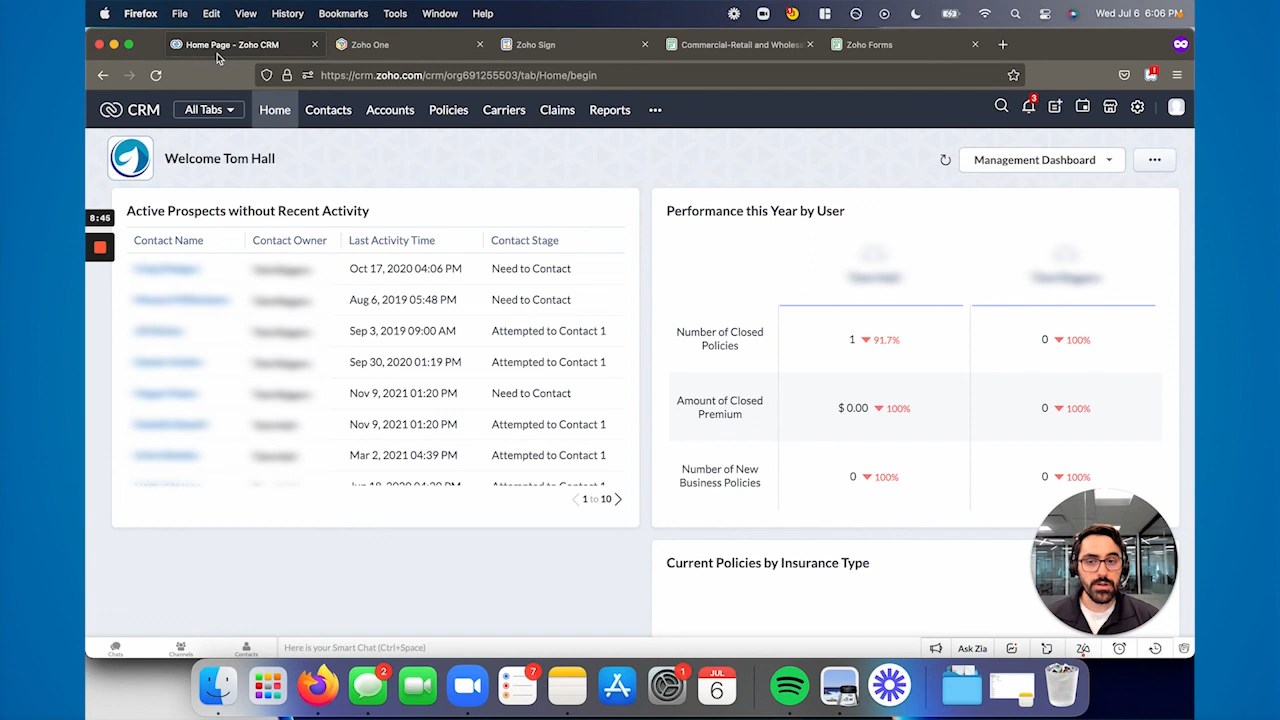 Firefox File Edit View History Bookmarks Tools Window Help Wed Jul 6 6:06 PM
Home Page - Zoho CRM Zoho One Zoho Sign Commercial-Retail and Wholesa Zoho Forms
https://crm.zoho.com/crm/org691255503/tab/Home/begin
CRM All Tabs Home Contacts Accounts Policies Carriers Claims Reports ••• 3
Welcome Tom Hall
Management Dashboard
8:45
Active Prospects without Recent Activity
Contact Name Contact Owner Last Activity Time Contact Stage
Oct 17, 2020 04:06 PM Need to Contact
Aug 6, 2019 05:48 PM Need to Contact
Sep 3, 2019 09:00 AM Attempted to Contact 1
Sep 30, 2020 01:19 PM Attempted to Contact 1
Nov 9, 2021 01:20 PM Need to Contact
Nov 9, 2021 01:20 PM Attempted to Contact 1
Mar 2, 2021 04:39 PM Attempted to Contact 1
1 to 10
Performance this Year by User
Number of Closed
Policies
1 91.7% 0 100%
Amount of Closed
Premium
$ 0.00 100% 0 100%
Number of New
Business Policies
0 100% 0 100%
Current Policies by Insurance Type
Chats Channels Contacts Here is your Smart Chat (Ctrl+Space) Ask Zia
2 7 1 JUL
6